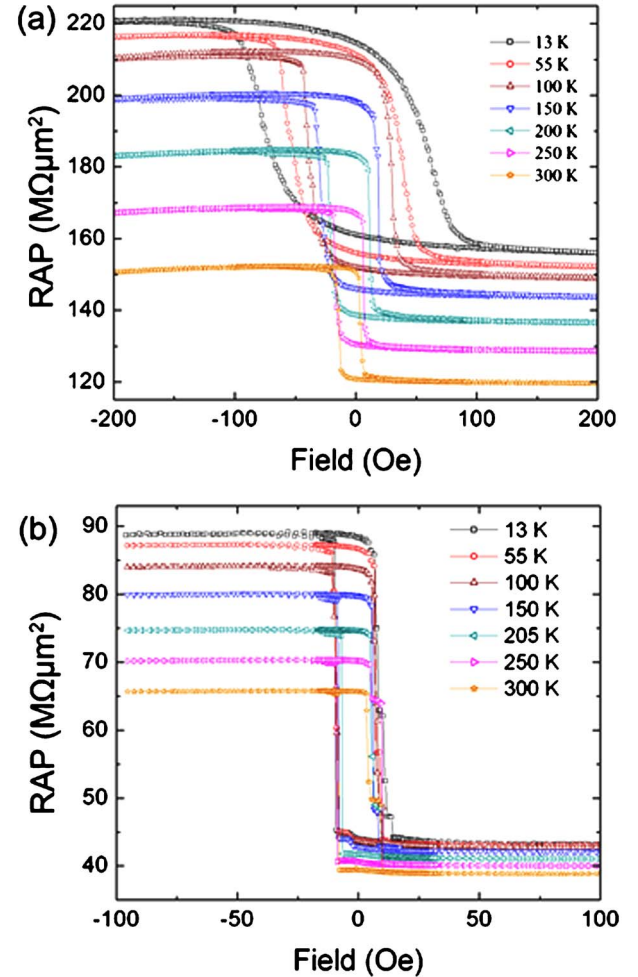 (a)
220
200
180
160
140
120
RAP (MΩμm²)
13 K
55 K
100 K
150 K
200 K
250 K
300 K
-200 -100 0 100 200
Field (Oe)
(b)
90
80
70
60
50
40
RAP (MΩμm²)
13 K
55 K
100 K
150 K
205 K
250 K
300 K
-100 -50 0 50 100
Field (Oe)